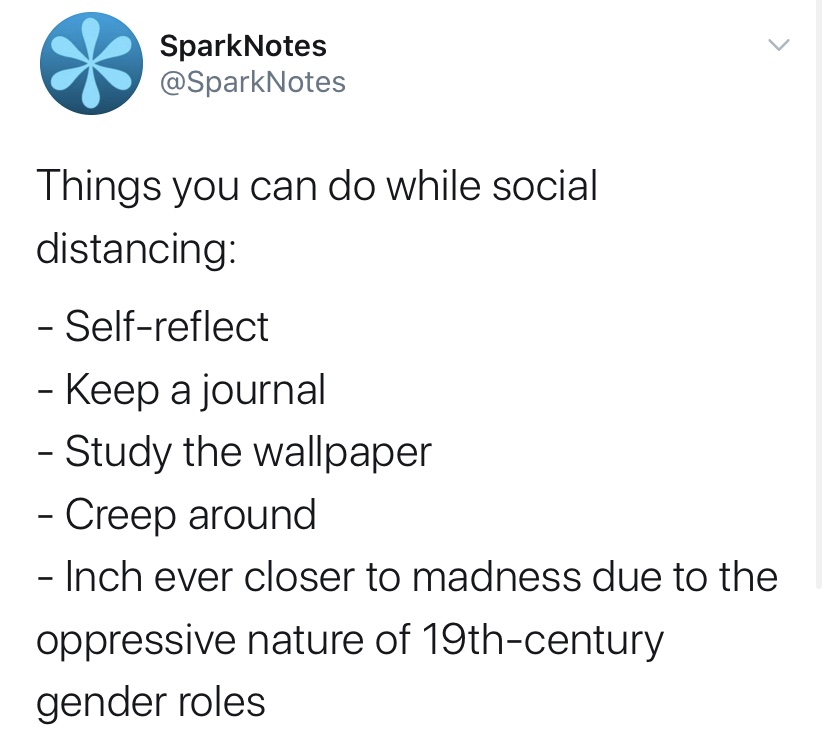 SparkNotes
@SparkNotes
Things you can do while social
distancing:
- Self-reflect
- Keep a journal
- Study the wallpaper
- Creep around
- Inch ever closer to madness due to the
oppressive nature of 19th-century
gender roles